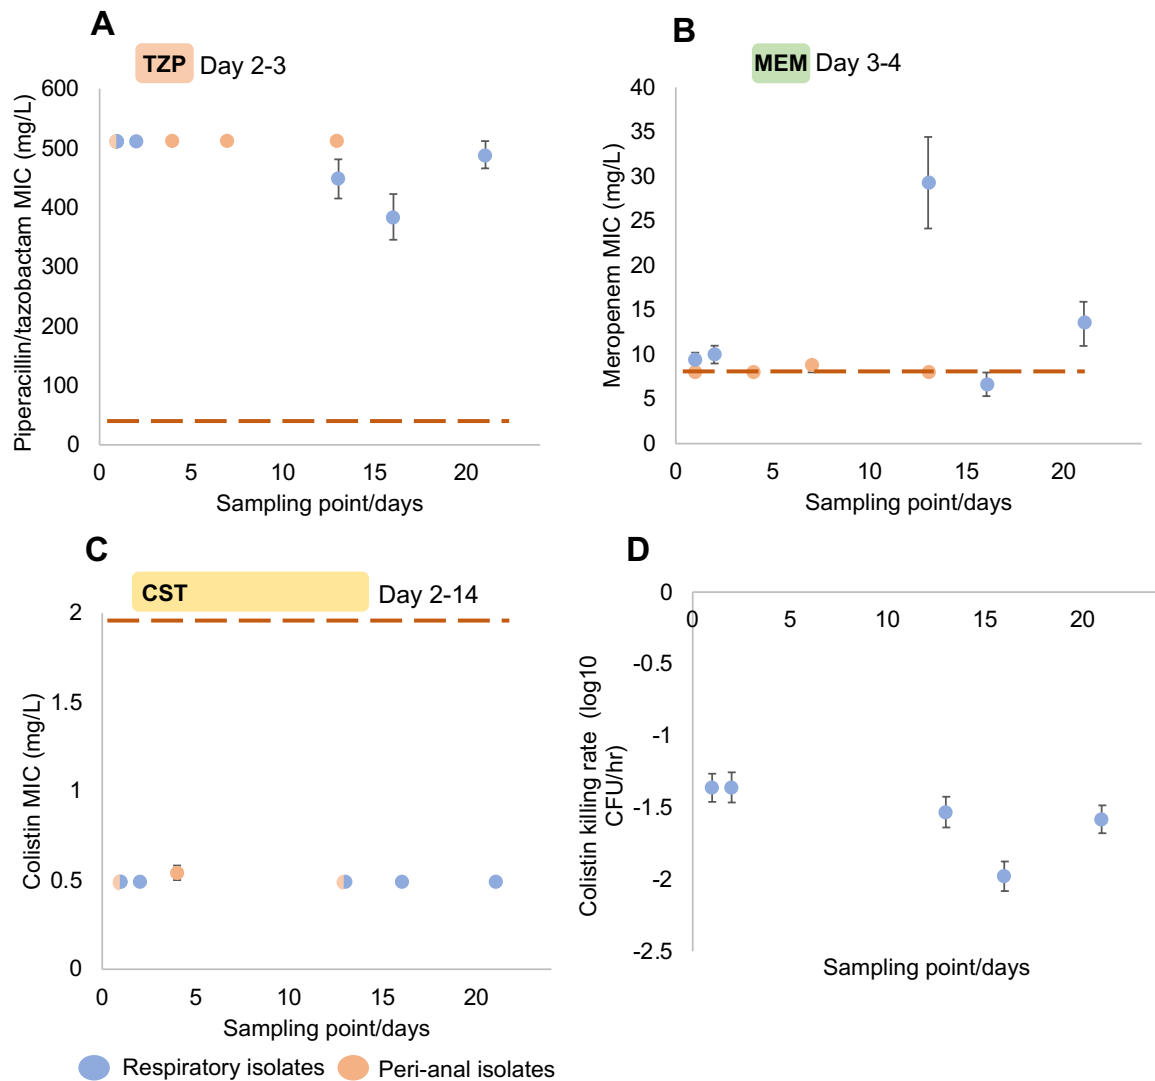 A
TZP Day 2-3
Piperacillin/tazobactam MIC (mg/L)
600
500
400
300
200
100
0
0 5 10 15 20
Sampling point/days
B
MEM Day 3-4
Meropenem MIC (mg/L)
40
35
30
25
20
15
10
5
0
0 5 10 15 20
Sampling point/days
C
CST Day 2-14
Colistin MIC (mg/L)
2
1.5
1
0.5
0
0 5 10 15 20
Sampling point/days
D
Colistin killing rate (log10
CFU/hr)
0
0 5 10 15 20
-0.5
-1
-1.5
-2
-2.5
Sampling point/days
Respiratory isolates Peri-anal isolates